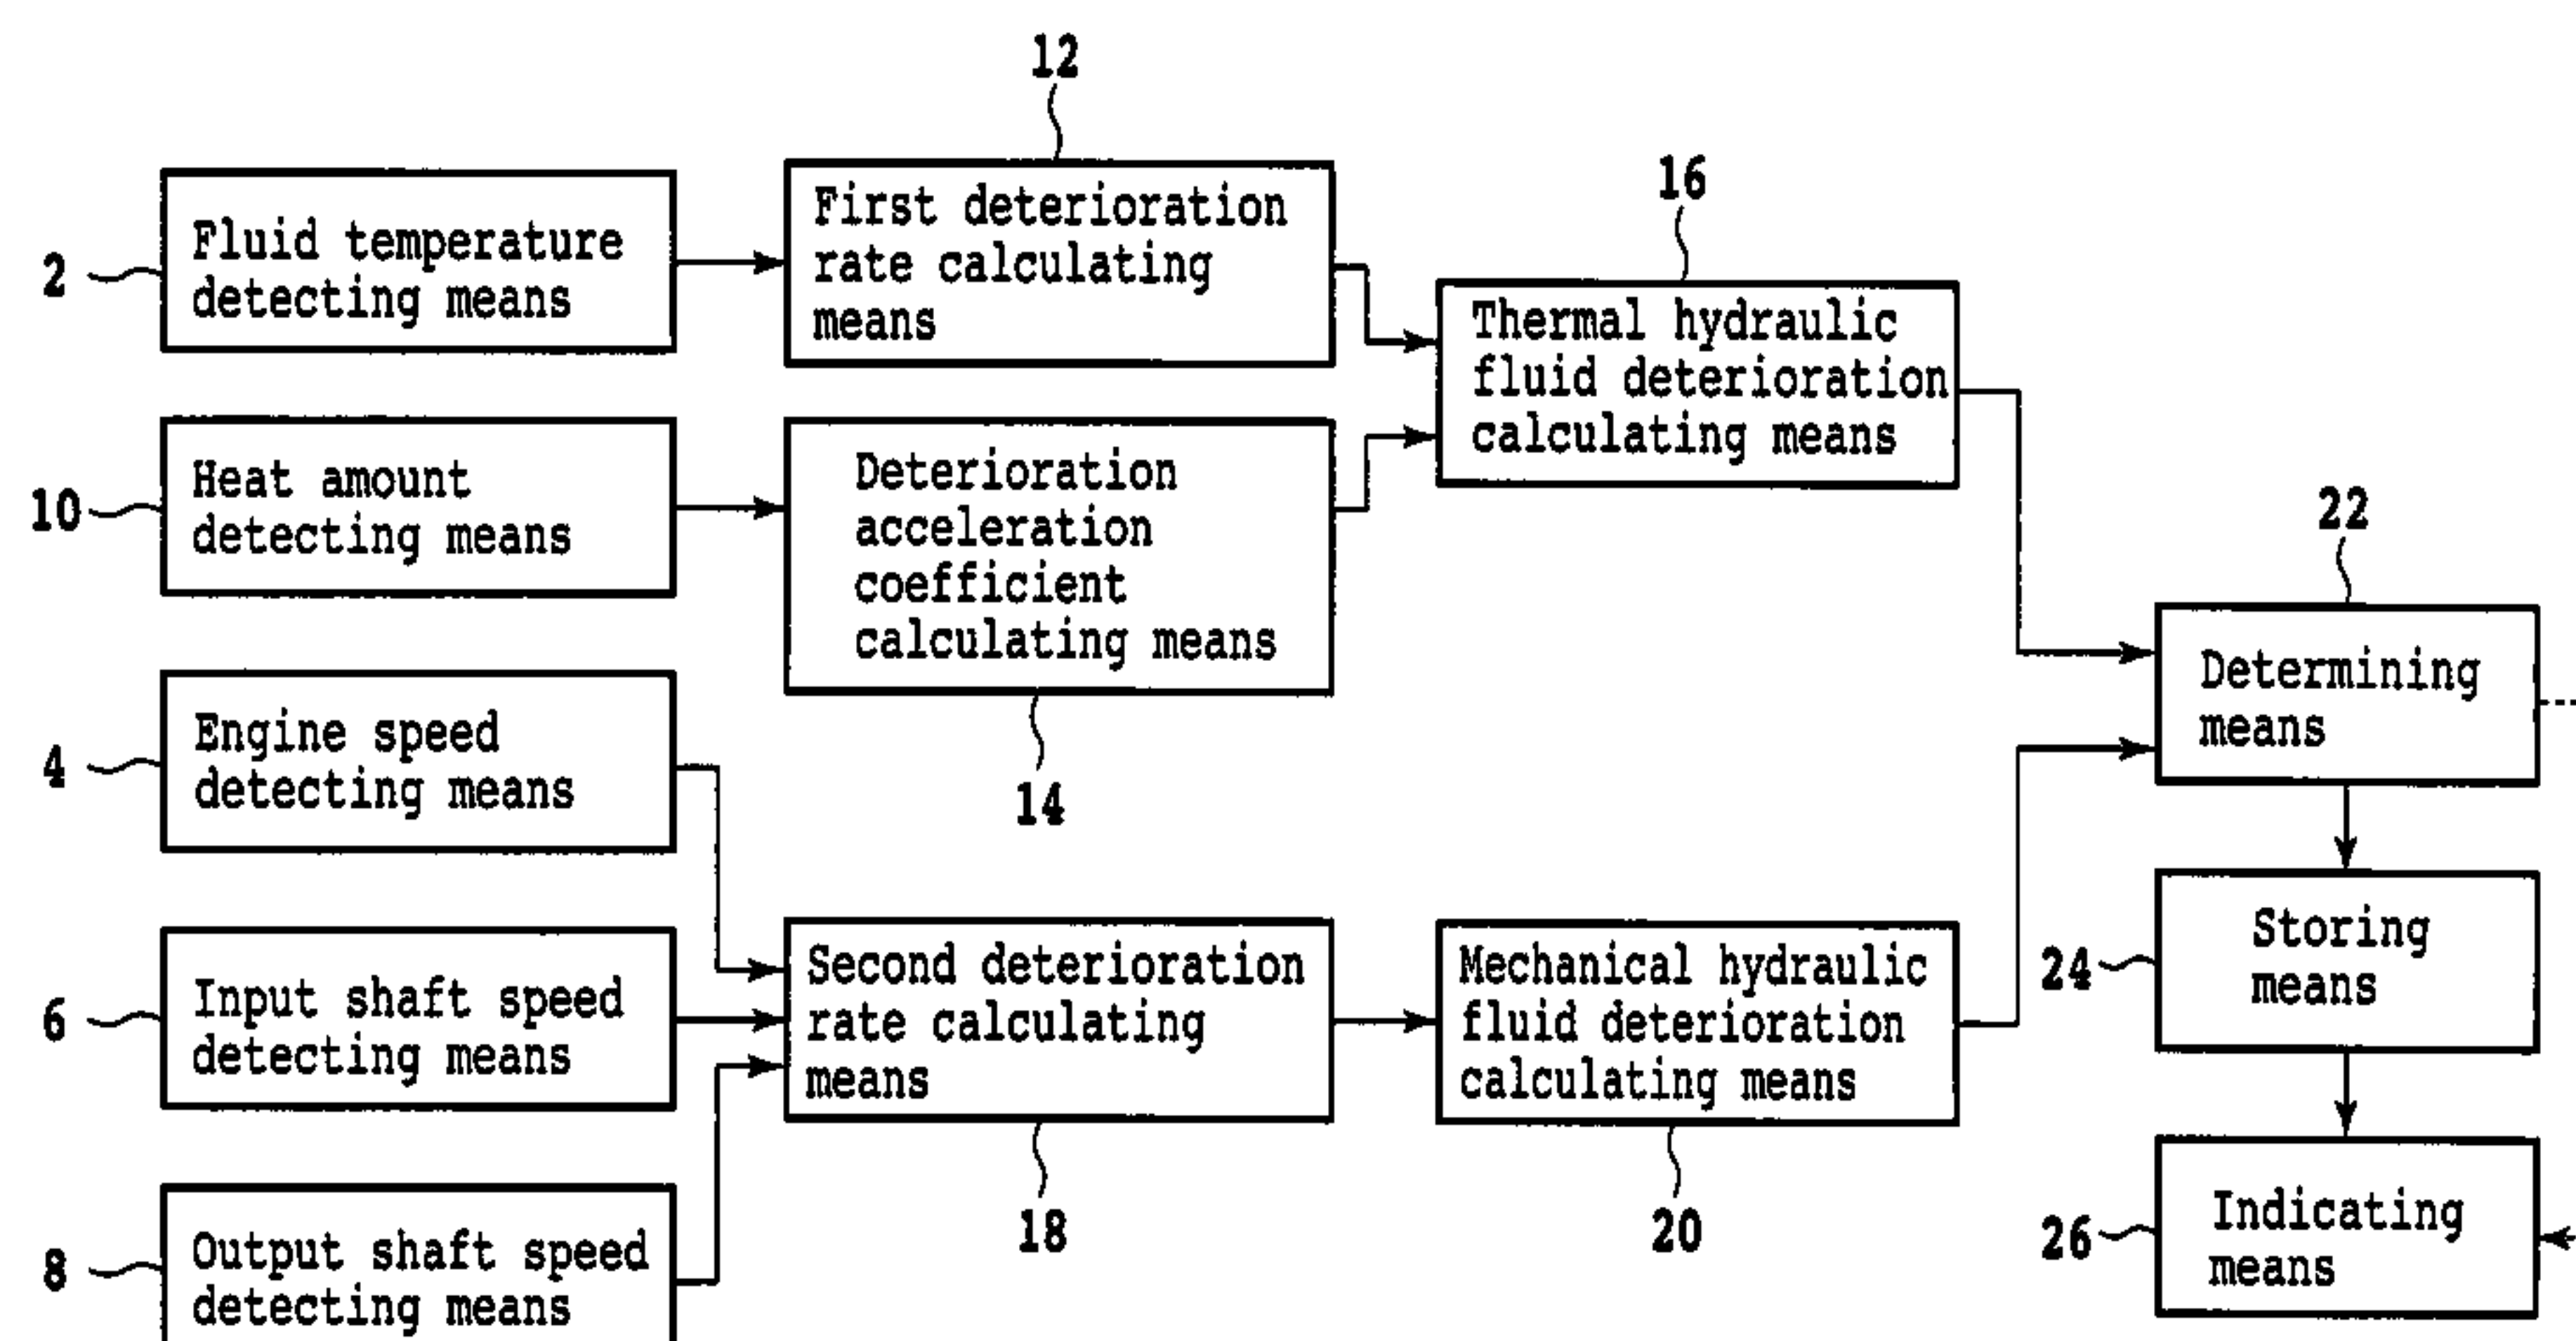 12
First deterioration
rate calculating
means
16
2
Fluid temperature
detecting means
Thermal hydraulic
fluid deterioration
calculating means
10
Heat amount
detecting means
Deterioration
acceleration
coefficient
calculating means
14
22
Determining
means
4
Engine speed
detecting means
6
Input shaft speed
detecting means
Second deterioration
rate calculating
means
18
Mechanical hydraulic
fluid deterioration
calculating means
20
24
Storing
means
8
Output shaft speed
detecting means
26
Indicating
means